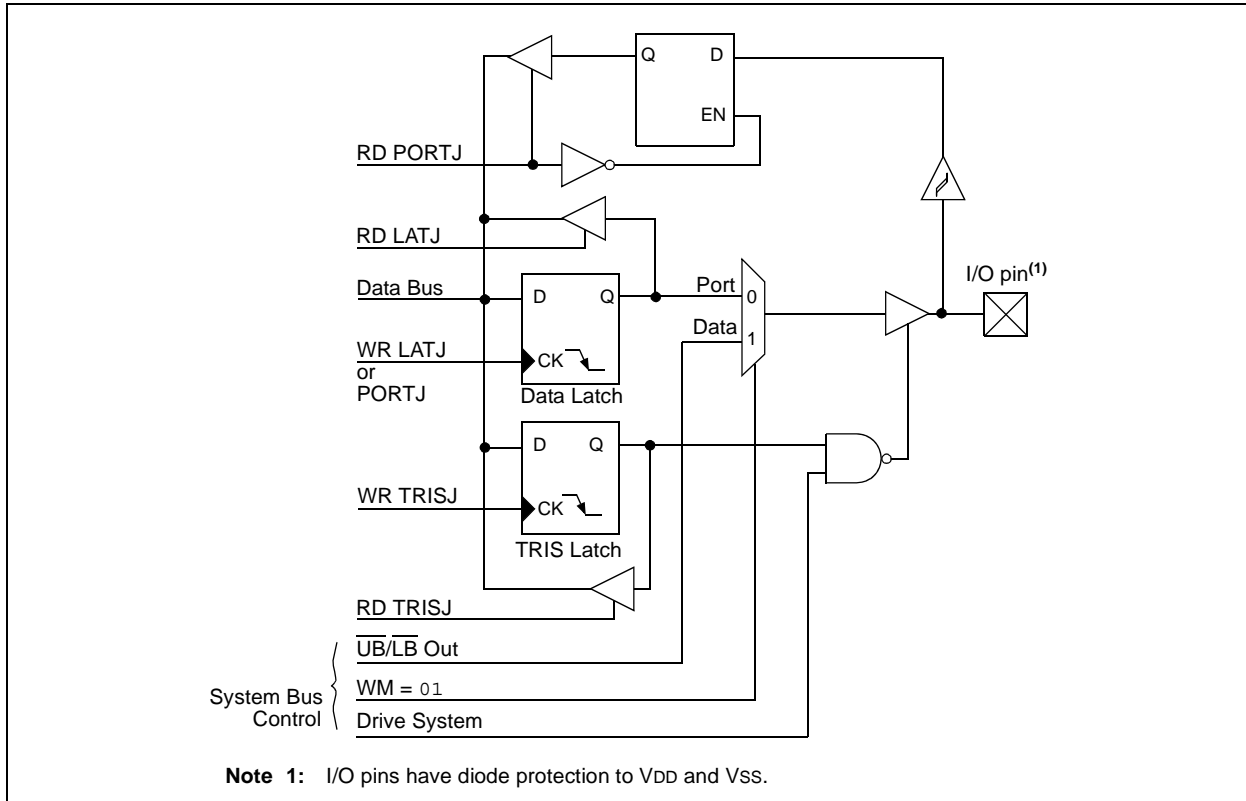 Q D
EN
RD PORTJ
RD LATJ
I/O pin(1)
Data Bus
D Q
Port
0
Data
1
WR LATJ
or
PORTJ
CK
Data Latch
D Q
WR TRISJ
CK
TRIS Latch
RD TRISJ
UB/LB Out
WM = 01
System Bus
Control
Drive System
Note 1: I/O pins have diode protection to VDD and VSS.